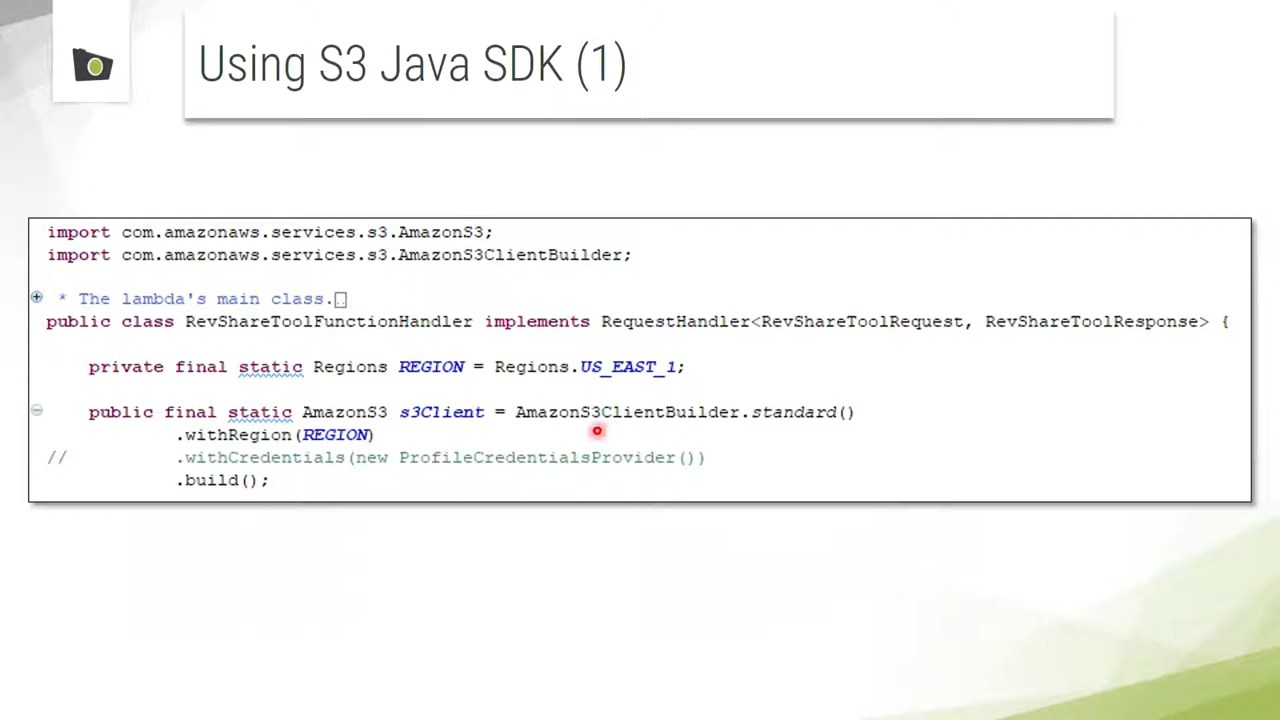 Using S3 Java SDK (1)
import com.amazonaws.services.s3.AmazonS3;
import com.amazonaws.services.s3.AmazonS3ClientBuilder;
* The lambda's main class.
public class RevShareToolFunctionHandler implements RequestHandler<RevShareToolRequest, RevShareToolResponse> {
private final static Regions REGION = Regions.US_EAST_1;
public final static AmazonS3 s3Client = AmazonS3ClientBuilder.standard()
.withRegion(REGION)
// .withCredentials(new ProfileCredentialsProvider())
.build();